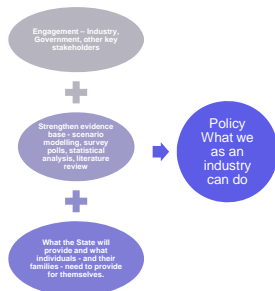 Engagement – Industry,
Government, other key
stakeholders
Strengthen evidence
base - scenario
modelling, survey
polls, statistical
analysis, literature
review
What the State will
provide and what
individuals - and their
families - need to provide
for themselves.
Policy
What we
as an
industry
can do